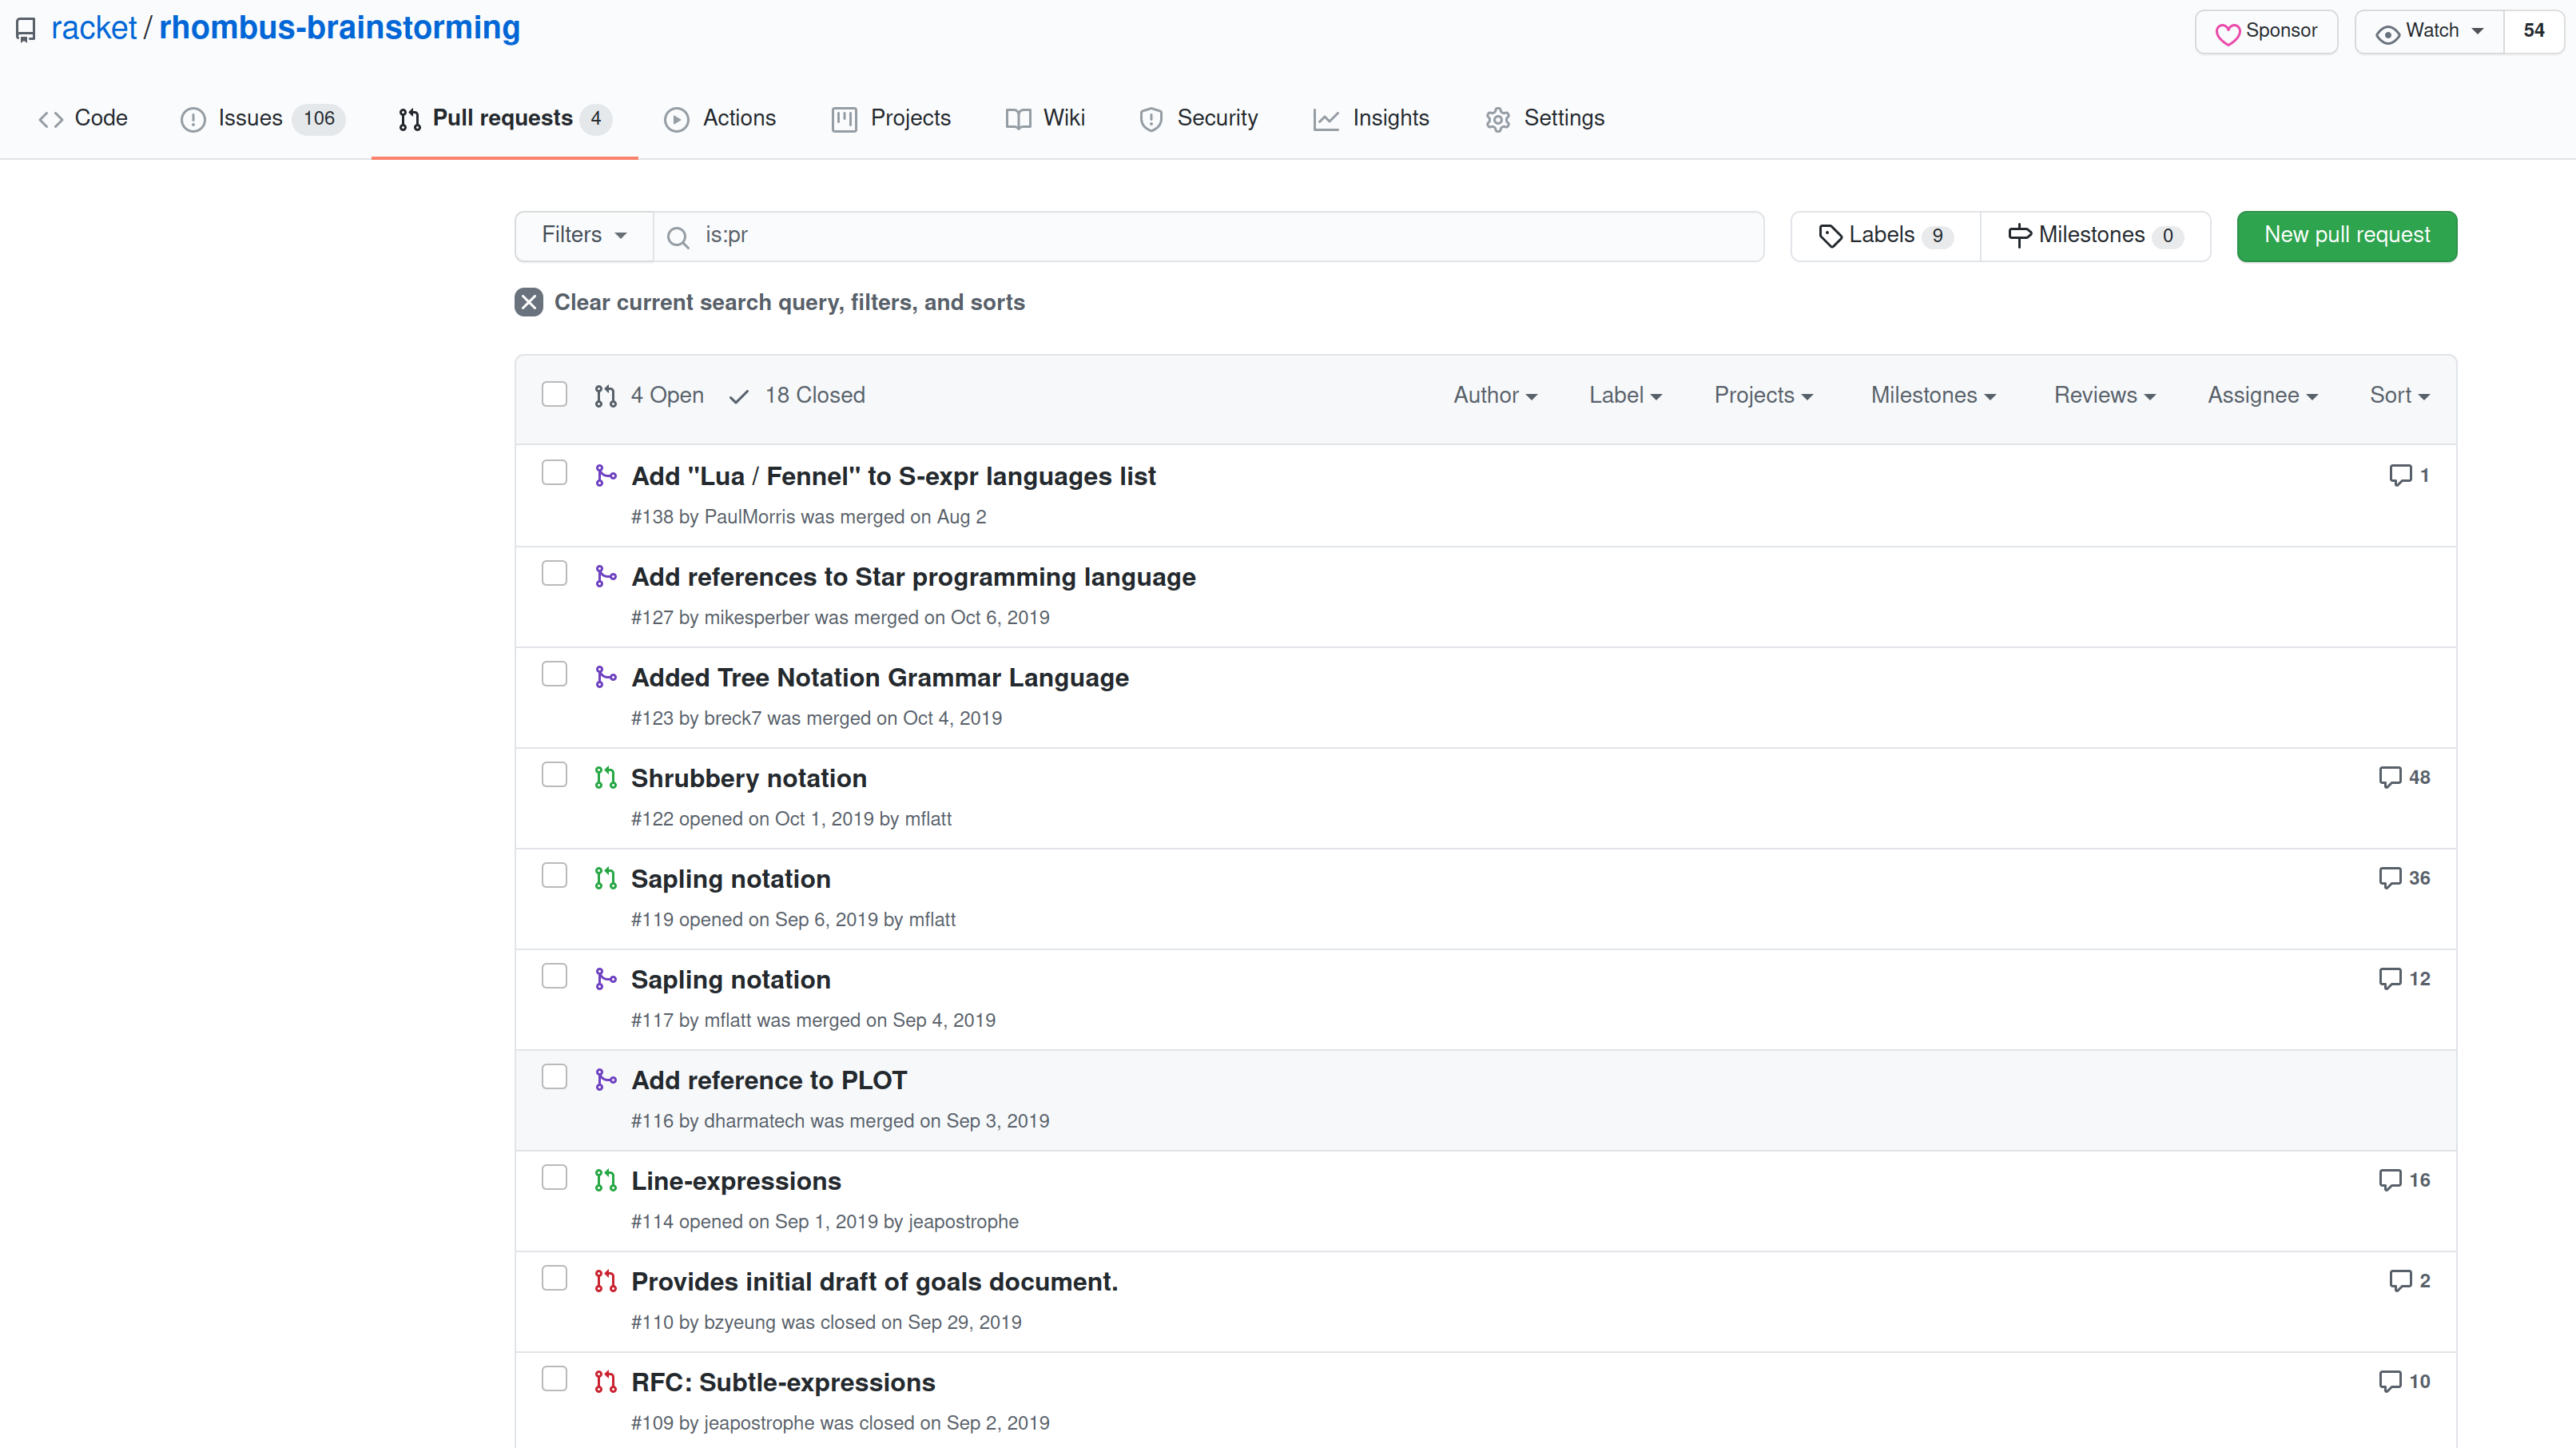 racket / rhombus-brainstorming
Sponsor
Watch 54
Code
Issues 106
Pull requests 4
Actions
Projects
Wiki
Security
Insights
Settings
Filters
is:pr
Labels 9
Milestones 0
New pull request
Clear current search query, filters, and sorts
4 Open
18 Closed
Author
Label
Projects
Milestones
Reviews
Assignee
Sort
Add "Lua / Fennel" to S-expr languages list
1
#138 by PaulMorris was merged on Aug 2
Add references to Star programming language
#127 by mikesperber was merged on Oct 6, 2019
Added Tree Notation Grammar Language
#123 by breck7 was merged on Oct 4, 2019
Shrubbery notation
48
#122 opened on Oct 1, 2019 by mflatt
Sapling notation
36
#119 opened on Sep 6, 2019 by mflatt
Sapling notation
12
#117 by mflatt was merged on Sep 4, 2019
Add reference to PLOT
#116 by dharmatech was merged on Sep 3, 2019
Line-expressions
16
#114 opened on Sep 1, 2019 by jeapostrophe
Provides initial draft of goals document.
2
#110 by bzyeung was closed on Sep 29, 2019
RFC: Subtle-expressions
10
#109 by jeapostrophe was closed on Sep 2, 2019